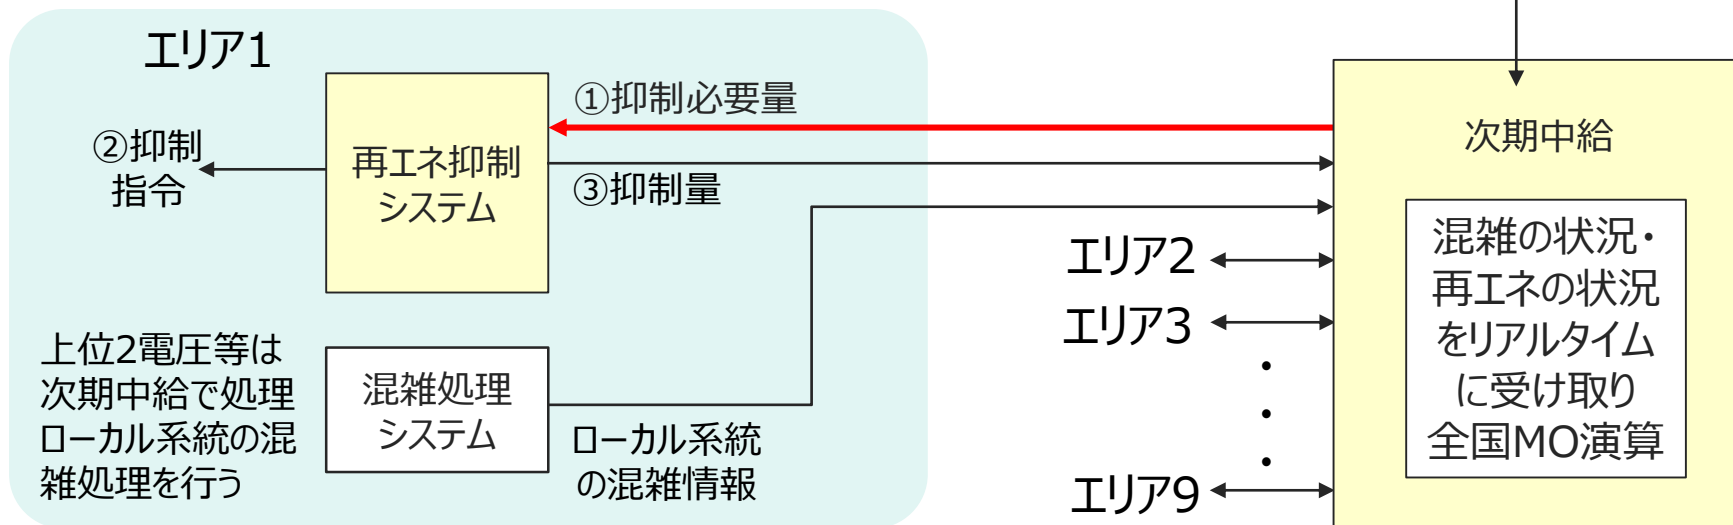 エリア1
①抑制必要量
②抑制
指令
再エネ抑制
システム
③抑制量
上位2電圧等は
次期中給で処理
ローカル系統の混
雑処理を行う
混雑処理
システム
ローカル系統
の混雑情報
エリア2
エリア3
・
・
・
エリア9
次期中給
混雑の状況・
再エネの状況
をリアルタイム
に受け取り
全国MO演算